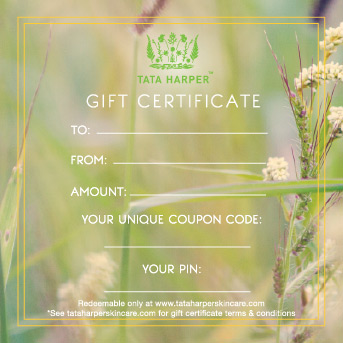 TATA HARPER™
GIFT CERTIFICATE
TO:
FROM:
AMOUNT:
YOUR UNIQUE COUPON CODE:
YOUR PIN:
Redeemable only at www.tataharperskincare.com
*See tataharperskincare.com for gift certificate terms & conditions